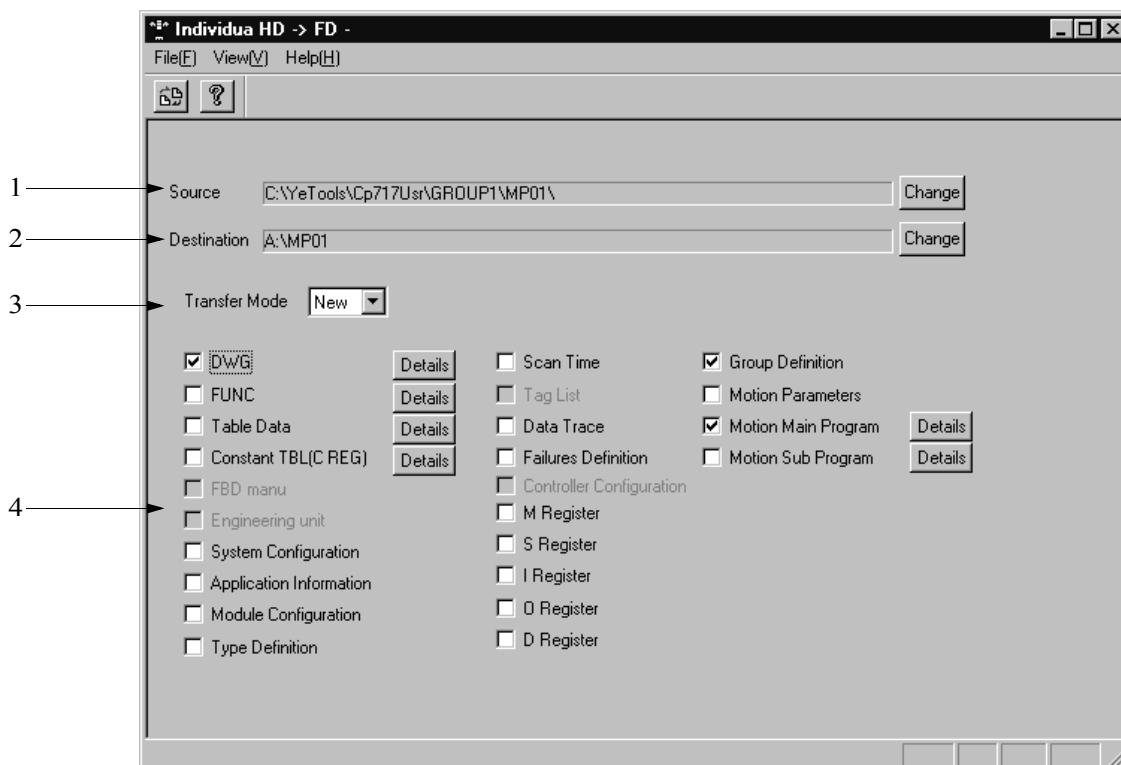 Individua HD -> FD -
File(F) View(V) Help(H)
1
Source C:\YeTools\Cp717Usr\GROUP1\MP01\ Change
2
Destination A:\MP01 Change
3
Transfer Mode New
DWG Details Scan Time Group Definition
FUNC Details Tag List Motion Parameters
Table Data Details Data Trace Motion Main Program Details
Constant TBL(C REG) Details Failures Definition Motion Sub Program Details
FBD manu Controller Configuration
4
Engineering unit M Register
System Configuration S Register
Application Information I Register
Module Configuration O Register
Type Definition D Register